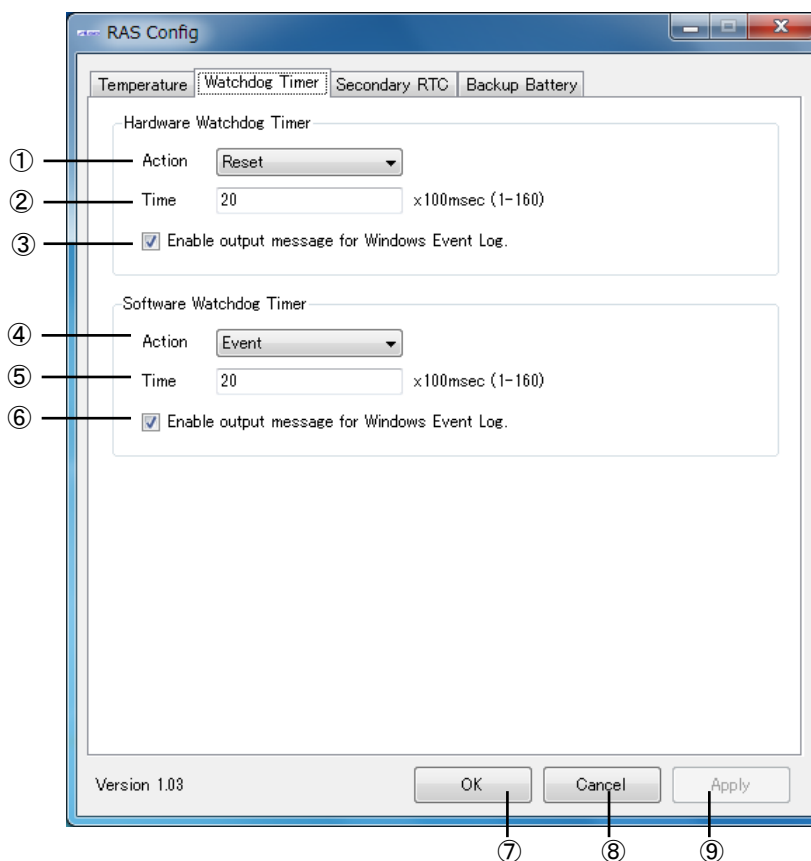 RAS Config
Temperature Watchdog Timer Secondary RTC Backup Battery
Hardware Watchdog Timer
① Action Reset
② Time 20 x100msec (1-160)
③ Enable output message for Windows Event Log.
Software Watchdog Timer
④ Action Event
⑤ Time 20 x100msec (1-160)
⑥ Enable output message for Windows Event Log.
Version 1.03 OK Cancel Apply
⑦ ⑧ ⑨